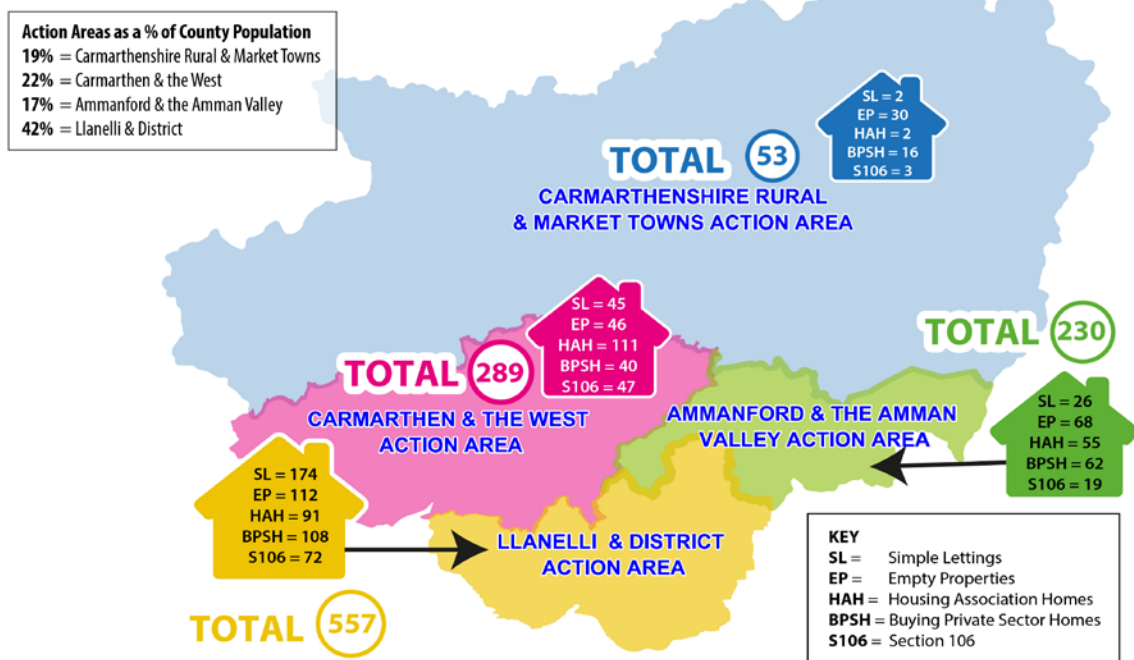 Action Areas as a % of County Population
19% = Carmarthenshire Rural & Market Towns
22% = Carmarthen & the West
17% = Ammanford & the Amman Valley
42% = Llanelli & District
SL = 2
EP = 30
HAH = 2
BPSH = 16
S106 = 3
TOTAL 53
CARMARTHENSHIRE RURAL
& MARKET TOWNS ACTION AREA
SL = 45
EP = 46
HAH = 111
BPSH = 40
S106 = 47
TOTAL 289
CARMARTHEN & THE WEST
ACTION AREA
TOTAL 230
SL = 26
EP = 68
HAH = 55
BPSH = 62
S106 = 19
AMMANFORD & THE AMMAN
VALLEY ACTION AREA
SL = 174
EP = 112
HAH = 91
BPSH = 108
S106 = 72
LLANELLI & DISTRICT
ACTION AREA
TOTAL 557
KEY
SL = Simple Lettings
EP = Empty Properties
HAH = Housing Association Homes
BPSH = Buying Private Sector Homes
S106 = Section 106